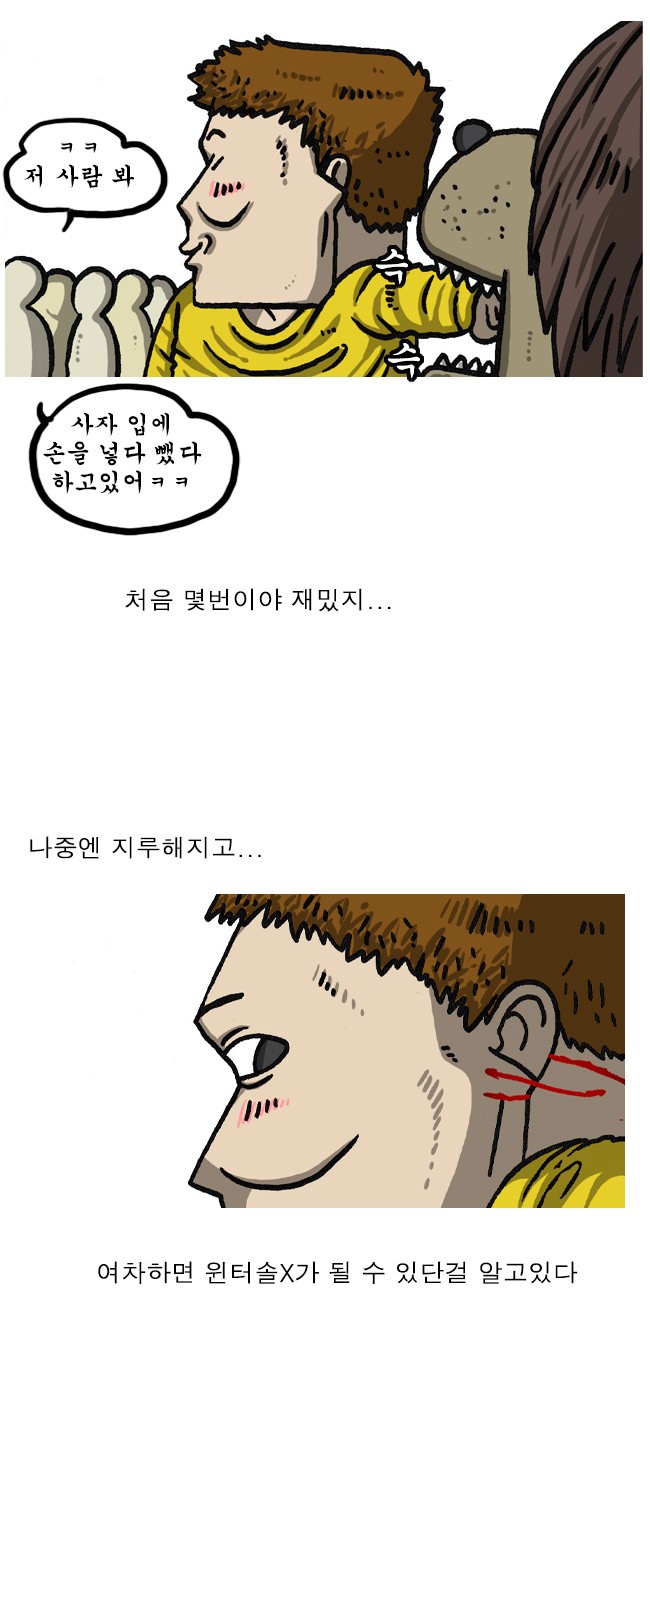 ㅋㅋ
저 사람 봐
슥
슥
사자 입에
손을 넣다 뺐다
하고있어ㅋㅋ
처음 몇번이야 재밌지...
나중엔 지루해지고...
여차하면 윈터솔X가 될 수 있단걸 알고있다